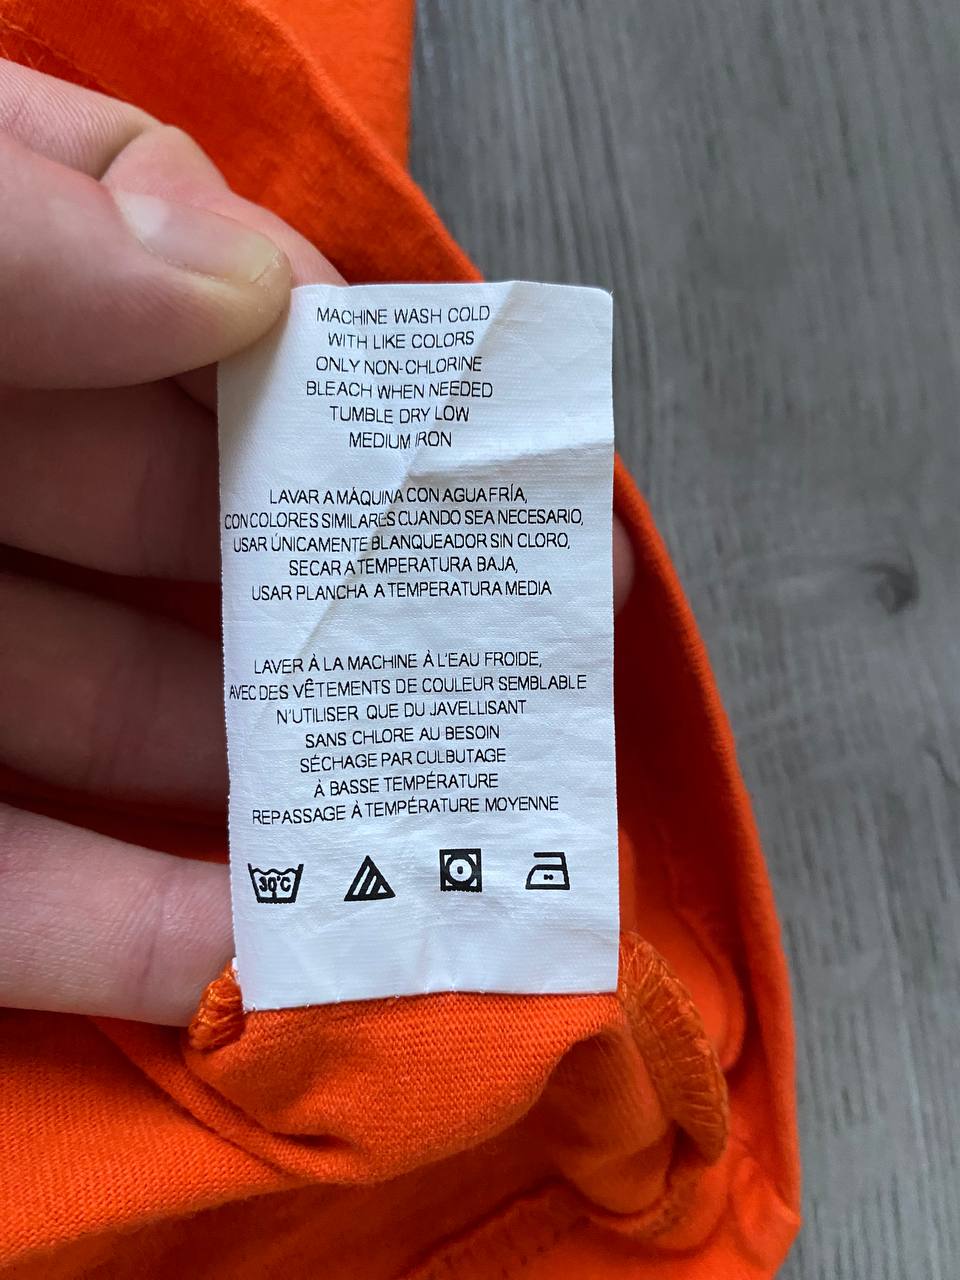 MACHINE WASH COLD
WITH LIKE COLORS
ONLY NON-CHLORINE
BLEACH WHEN NEEDED
TUMBLE DRY LOW
MEDIUM IRON
LAVAR A MÁQUINA CON AGUA FRÍA,
CON COLORES SIMILARES CUANDO SEA NECESARIO,
USAR ÚNICAMENTE BLANQUEADOR SIN CLORO,
SECAR A TEMPERATURA BAJA,
USAR PLANCHA A TEMPERATURA MEDIA
LAVER À LA MACHINE À L'EAU FROIDE,
AVEC DES VÊTEMENTS DE COULEUR SEMBLABLE
N'UTILISER QUE DU JAVELLISANT
SANS CHLORE AU BESOIN
SÉCHAGE PAR CULBUTAGE
À BASSE TEMPÉRATURE
REPASSAGE À TEMPÉRATURE MOYENNE
30°C